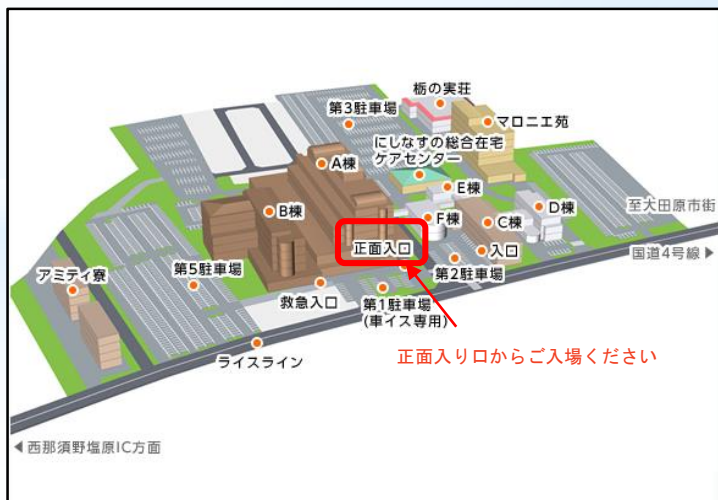 栃の実荘
第3駐車場
マロニエ苑
にしなすの総合在宅
ケアセンター
A棟
E棟
B棟
F棟
C棟
D棟
至大田原市街
正面入口
入口
国道4号線 ▶
アミティ寮
第5駐車場
第2駐車場
救急入口
第1駐車場
(車イス専用)
ライスライン
正面入り口からご入場ください
◀ 西那須野塩原IC方面